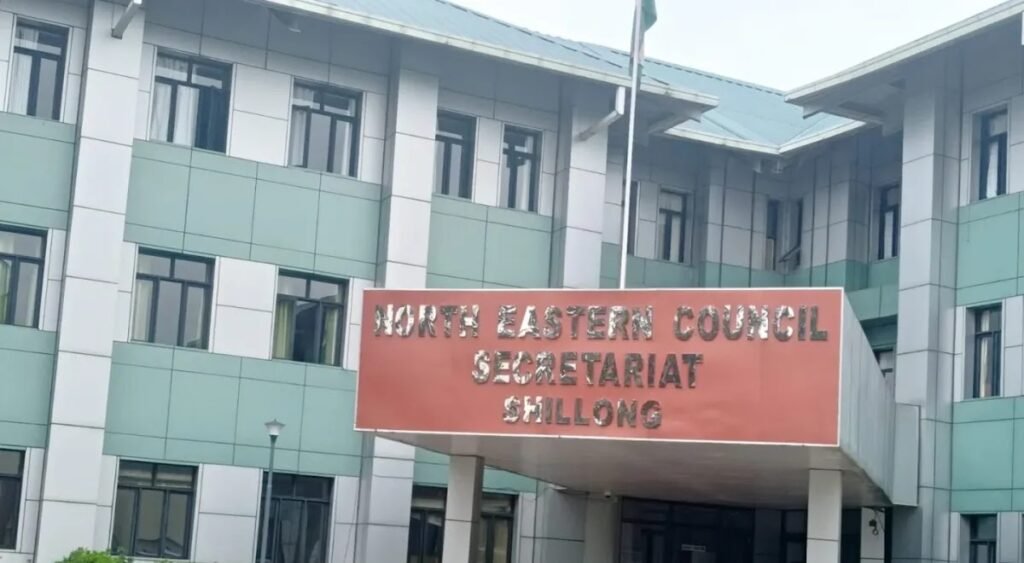 NORTH EASTERN COUNCIL
SECRETARIAT
SHILLONG